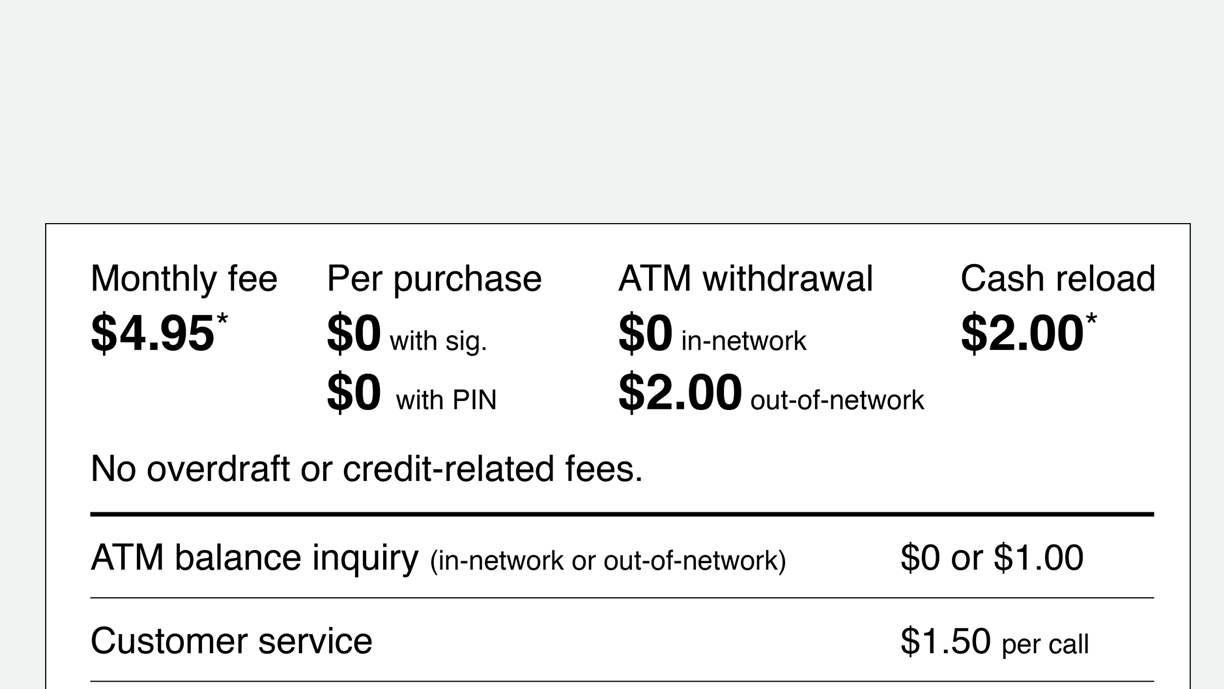 Monthly fee Per purchase ATM withdrawal Cash reload
$4.95* $0 with sig. $0 in-network $2.00*
$0 with PIN $2.00 out-of-network
No overdraft or credit-related fees.
ATM balance inquiry (in-network or out-of-network) $0 or $1.00
Customer service $1.50 per call